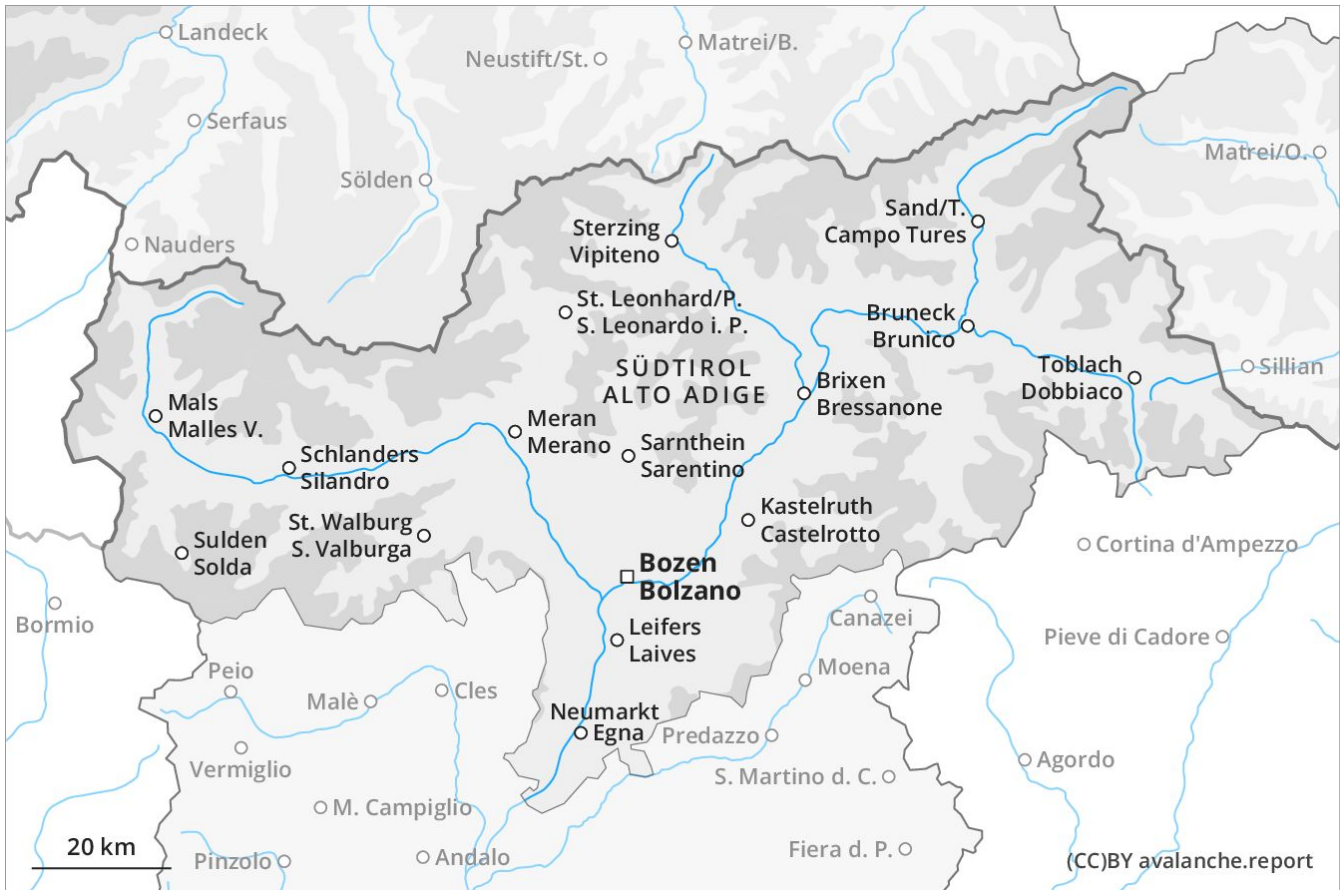 Landeck
Neustift/St.
Matrei/B.
Serfaus
Matrei/O.
Sölden
Nauders
Sterzing
Vipiteno
Sand/T.
Campo Tures
St. Leonhard/P.
S. Leonardo i. P.
Bruneck
Brunico
SÜDTIROL
ALTO ADIGE
Toblach
Dobbiaco
Sillian
Brixen
Bressanone
Mals
Malles V.
Meran
Merano
Sarnthein
Sarentino
Schlanders
Silandro
Kastelruth
Castelrotto
St. Walburg
S. Valburga
Sulden
Solda
Cortina d'Ampezzo
Bozen
Bolzano
Bormio
Canazei
Leifers
Laives
Pieve di Cadore
Peio
Moena
Malè
Cles
Neumarkt
Egna
Predazzo
Vermiglio
S. Martino d. C.
Agordo
M. Campiglio
20 km
Pinzolo
Andalo
Fiera d. P.
(CC)BY avalanche.report